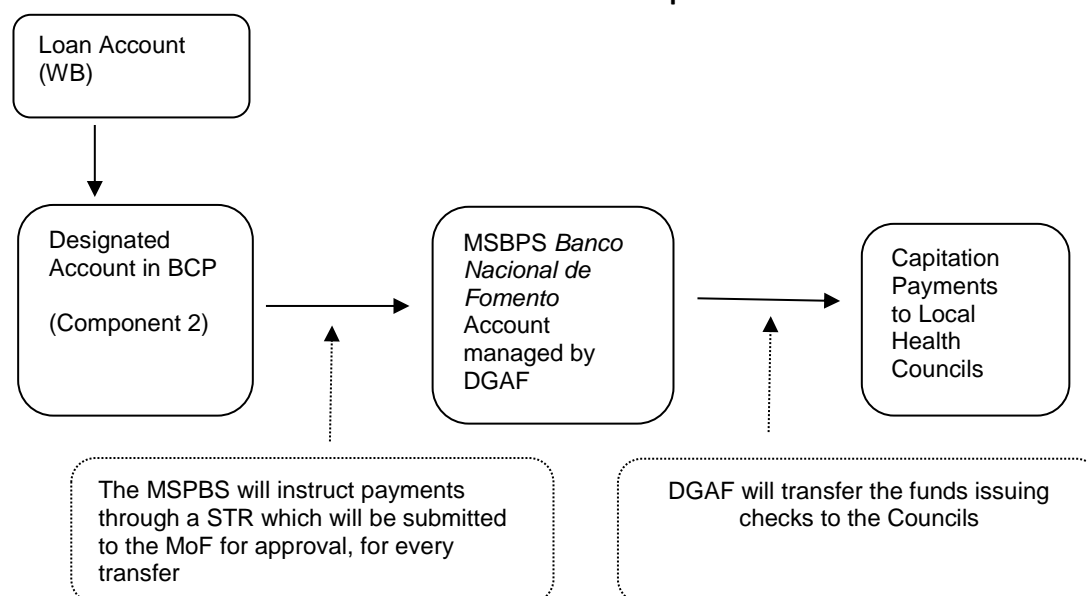 Loan Account
(WB)
Designated
Account in BCP
(Component 2)
MSBPS Banco
Nacional de
Fomento
Account
managed by
DGAF
Capitation
Payments
to Local
Health
Councils
The MSPBS will instruct payments
through a STR which will be submitted
to the MoF for approval, for every
transfer
DGAF will transfer the funds issuing
checks to the Councils